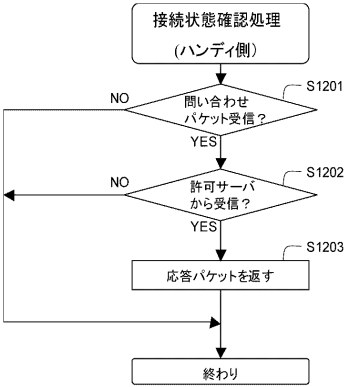 接続状態確認処理
(ハンディ側)
S1201
NO
問い合わせ
パケット受信?
YES
S1202
NO
許可サーバ
から受信?
YES
S1203
応答パケットを返す
終わり